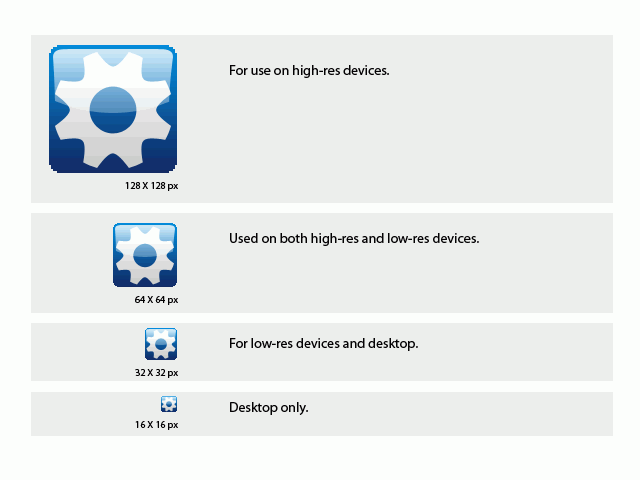 For use on high-res devices.
128 X 128 px
Used on both high-res and low-res devices.
64 X 64 px
For low-res devices and desktop.
32 X 32 px
Desktop only.
16 X 16 px